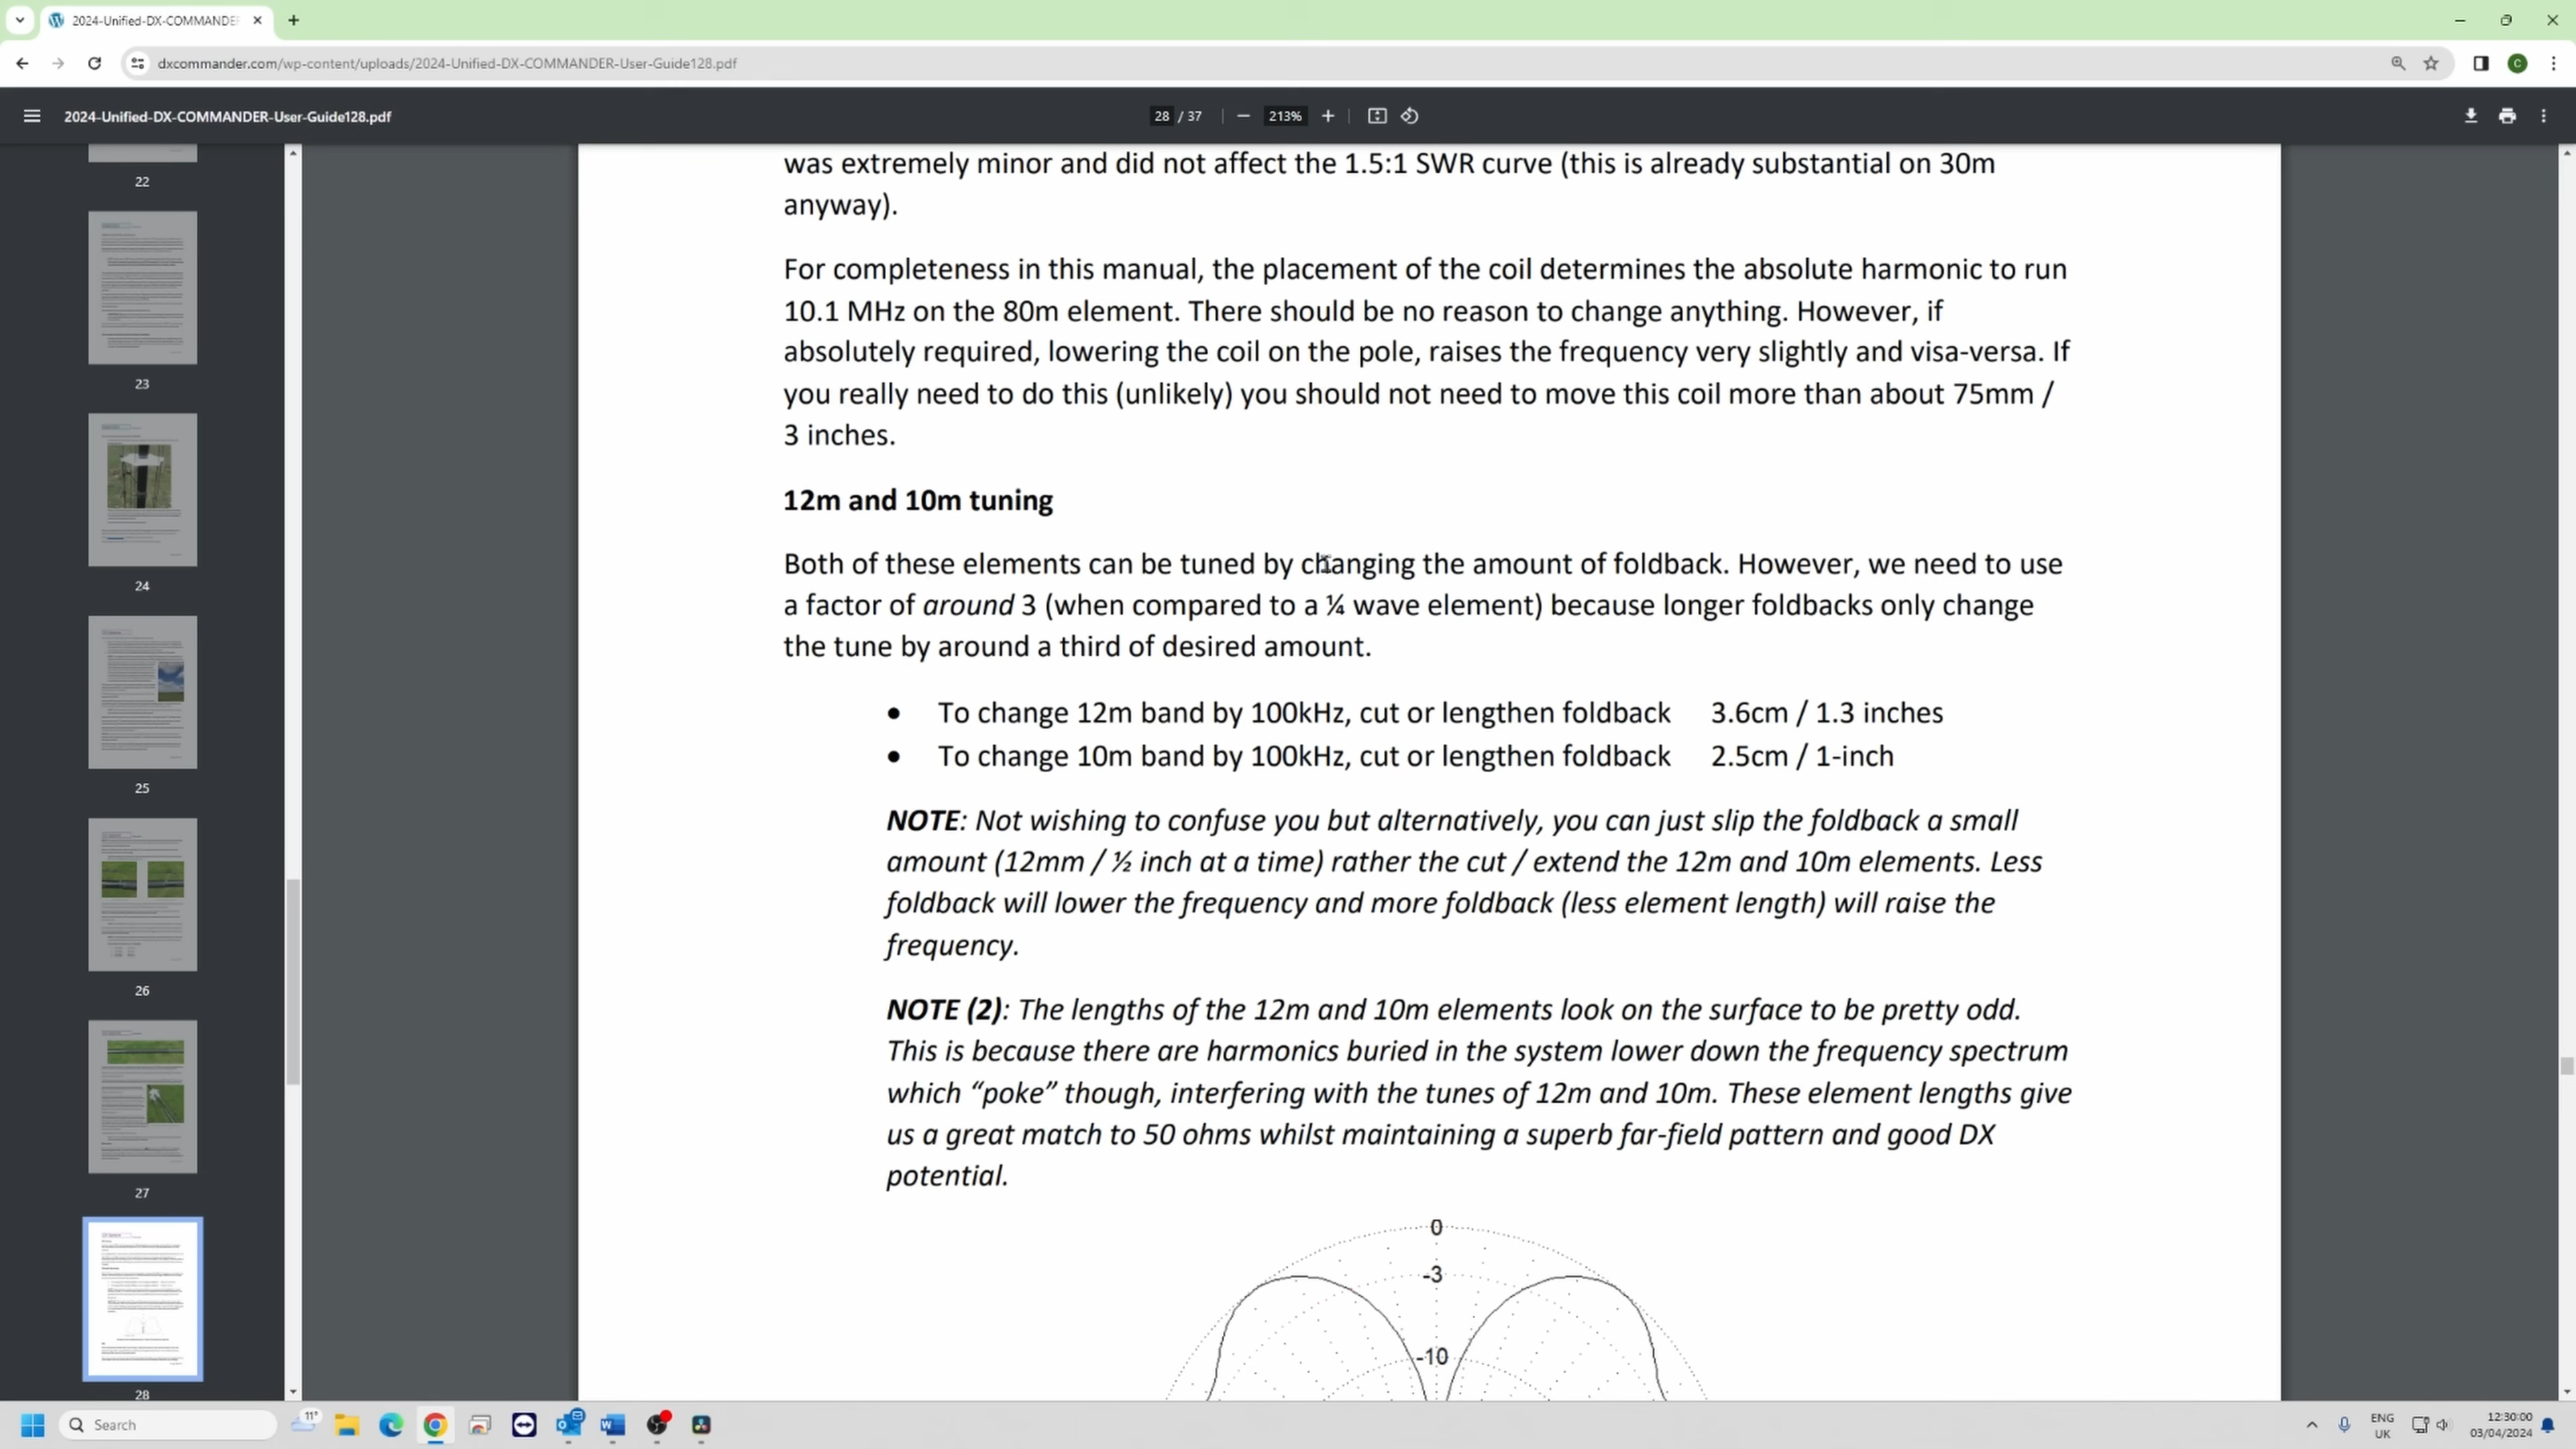 2024-Unified-DX-COMMANDE
dxcommander.com/wp-content/uploads/2024-Unified-DX-COMMANDER-User-Guide128.pdf
C
2024-Unified-DX-COMMANDER-User-Guide128.pdf
28 / 37
213%
22
23
24
25
26
27
28
was extremely minor and did not affect the 1.5:1 SWR curve (this is already substantial on 30m
anyway).
For completeness in this manual, the placement of the coil determines the absolute harmonic to run
10.1 MHz on the 80m element. There should be no reason to change anything. However, if
absolutely required, lowering the coil on the pole, raises the frequency very slightly and visa-versa. If
you really need to do this (unlikely) you should not need to move this coil more than about 75mm /
3 inches.
12m and 10m tuning
Both of these elements can be tuned by changing the amount of foldback. However, we need to use
a factor of around 3 (when compared to a ¼ wave element) because longer foldbacks only change
the tune by around a third of desired amount.
• To change 12m band by 100kHz, cut or lengthen foldback 3.6cm / 1.3 inches
• To change 10m band by 100kHz, cut or lengthen foldback 2.5cm / 1-inch
NOTE: Not wishing to confuse you but alternatively, you can just slip the foldback a small
amount (12mm / ½ inch at a time) rather the cut / extend the 12m and 10m elements. Less
foldback will lower the frequency and more foldback (less element length) will raise the
frequency.
NOTE (2): The lengths of the 12m and 10m elements look on the surface to be pretty odd.
This is because there are harmonics buried in the system lower down the frequency spectrum
which “poke” though, interfering with the tunes of 12m and 10m. These element lengths give
us a great match to 50 ohms whilst maintaining a superb far-field pattern and good DX
potential.
0
-3
-10
11°
Search
ENG
UK
12:30:00
03/04/2024